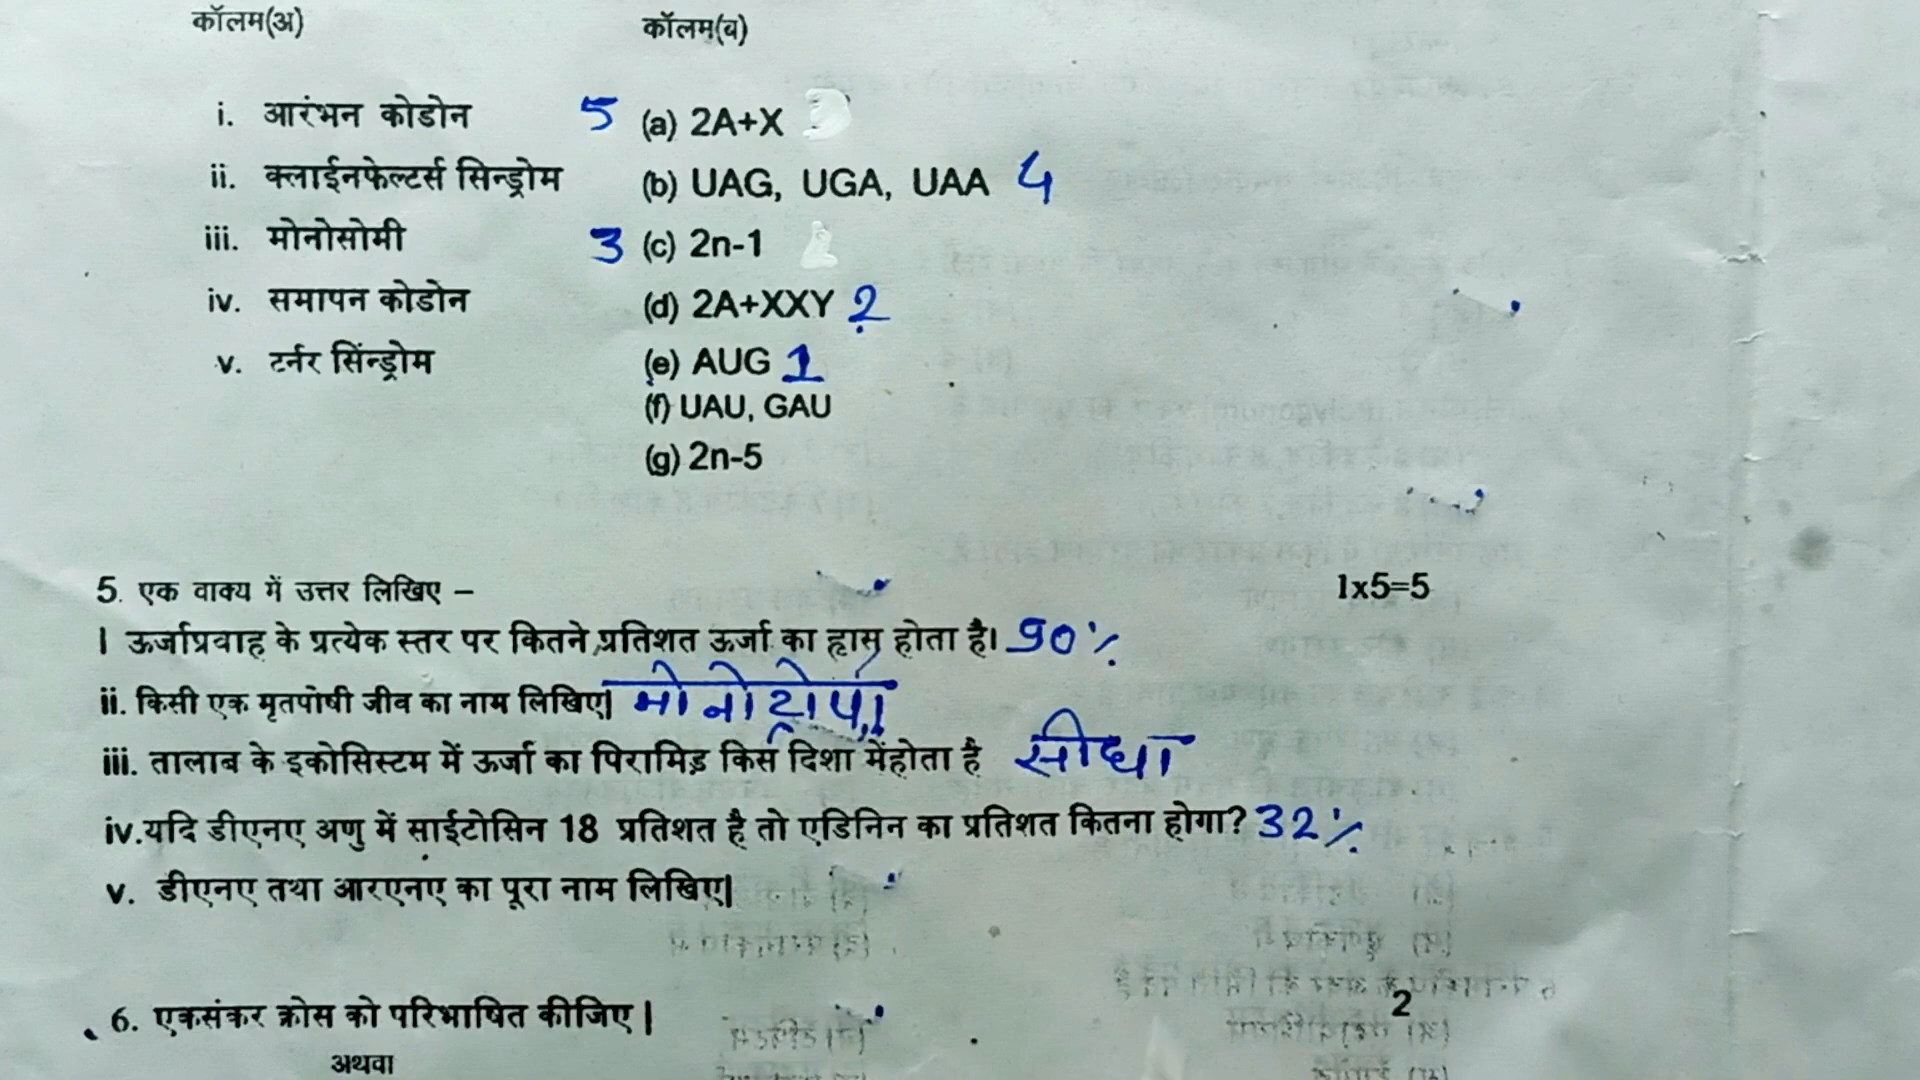 कॉलम(अ) कॉलम(ब)
i. आरंभन कोडोन 5 (a) 2A+X
ii. क्लाईनफेल्टर्स सिन्ड्रोम (b) UAG, UGA, UAA 4
iii. मोनोसोमी 3 (c) 2n-1
iv. समापन कोडोन (d) 2A+XXY 2
v. टर्नर सिंन्ड्रोम (e) AUG 1
(f) UAU, GAU
(g) 2n-5
5. एक वाक्य में उत्तर लिखिए – 1x5=5
I ऊर्जाप्रवाह के प्रत्येक स्तर पर कितने प्रतिशत ऊर्जा का ह्रास होता है। 90%
ii. किसी एक मृतपोषी जीव का नाम लिखिए| मोनोट्रोपा
iii. तालाब के इकोसिस्टम में ऊर्जा का पिरामिड़ किस दिशा मेंहोता है सीधा
iv.यदि डीएनए अणु में साईटोसिन 18 प्रतिशत है तो एडिनिन का प्रतिशत कितना होगा? 32%
v. डीएनए तथा आरएनए का पूरा नाम लिखिए|
6. एकसंकर क्रोस को परिभाषित कीजिए | 2
अथवा